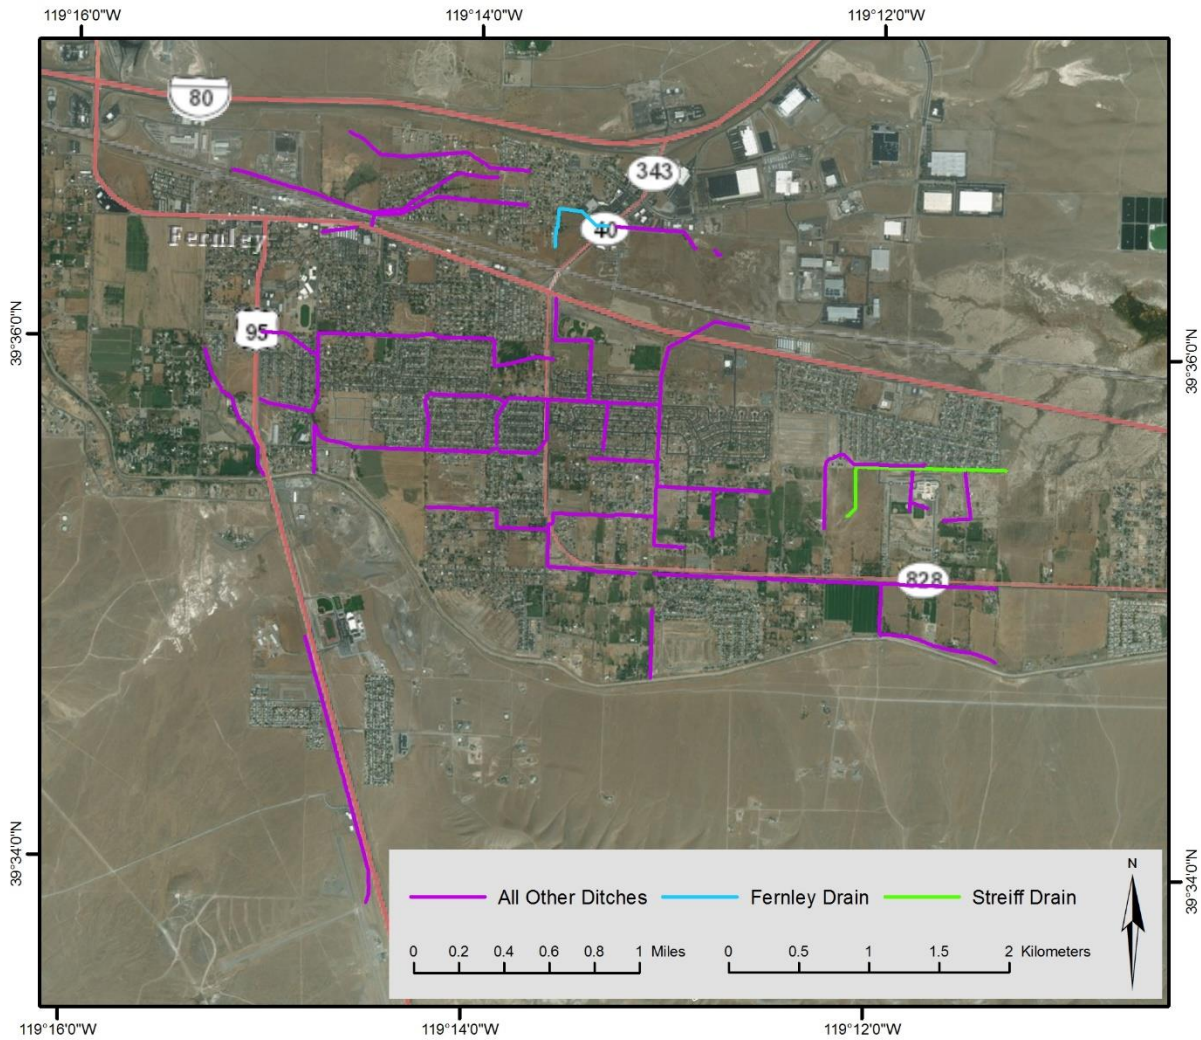 119°16'0"W 119°14'0"W 119°12'0"W
80
343
40
Fernley
95
39°36'0"N
39°36'0"N
828
39°34'0"N
39°34'0"N
N
All Other Ditches Fernley Drain Streiff Drain
0 0.2 0.4 0.6 0.8 1 Miles 0 0.5 1 1.5 2 Kilometers
119°16'0"W 119°14'0"W 119°12'0"W